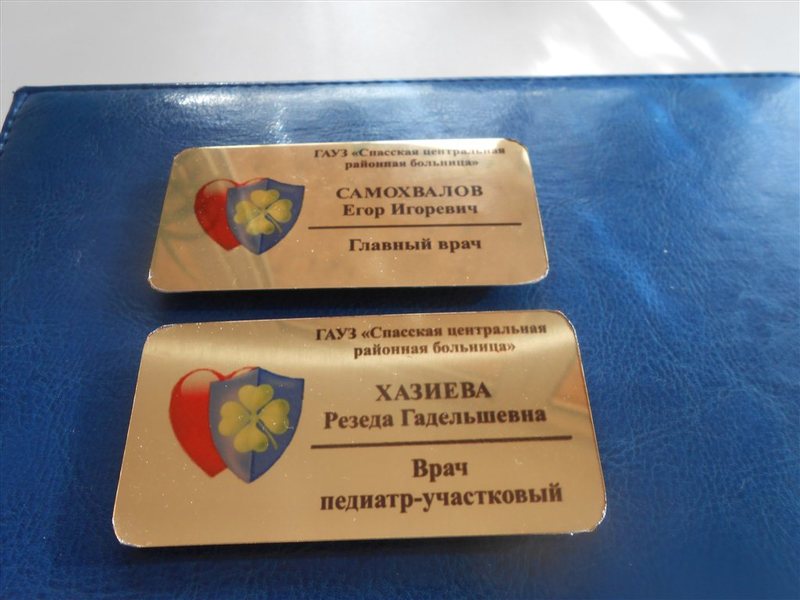 ГАУЗ «Спасская центральная
районная больница»
САМОХВАЛОВ
Егор Игоревич
Главный врач
ГАУЗ «Спасская центральная
районная больница»
ХАЗИЕВА
Резеда Гадельшевна
Врач
педиатр-участковый